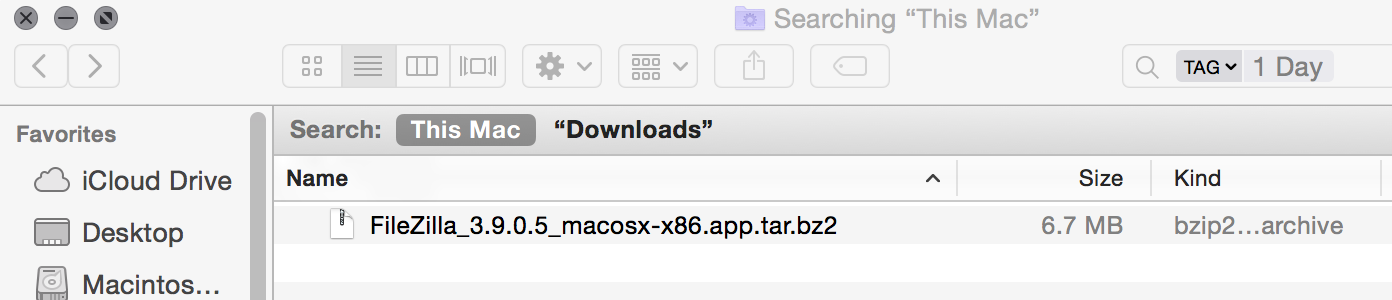 Searching “This Mac”
TAG 1 Day
Favorites
Search: This Mac “Downloads”
iCloud Drive
Name Size Kind
Desktop
FileZilla_3.9.0.5_macosx-x86.app.tar.bz2 6.7 MB bzip2...archive
Macintos...